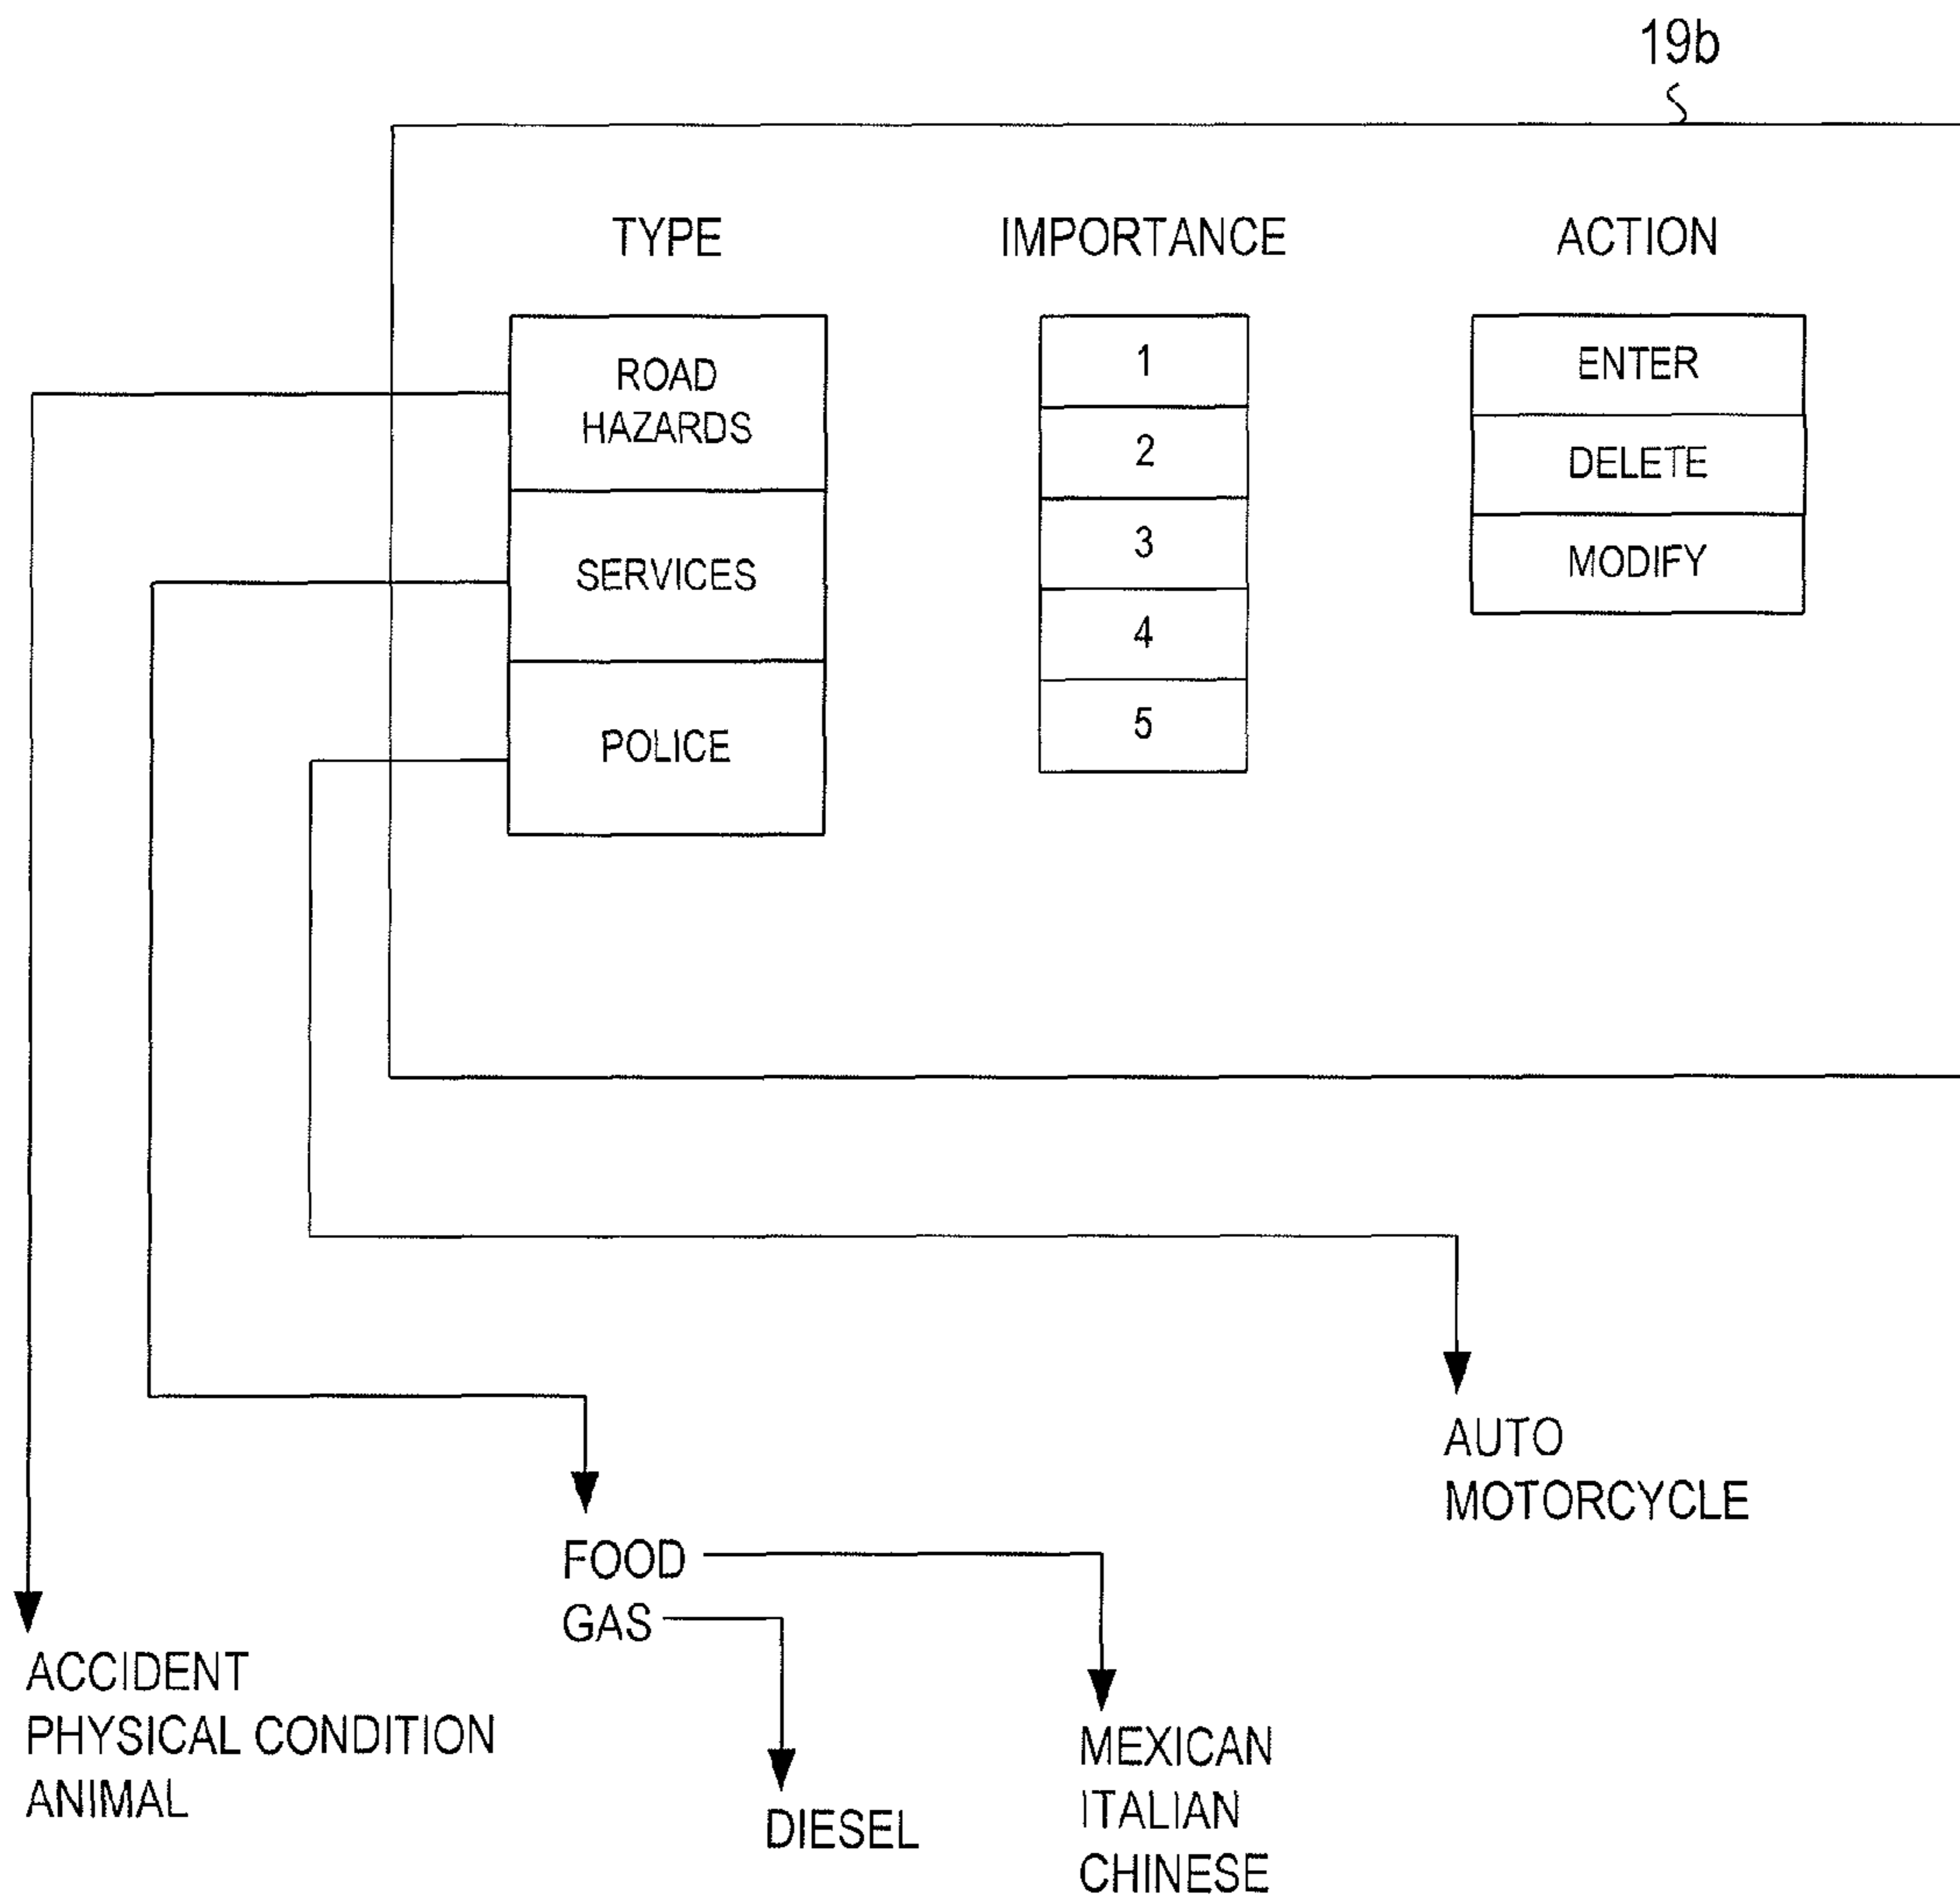 19b
TYPE
IMPORTANCE
ACTION
ROAD
HAZARDS
SERVICES
POLICE
1
2
3
4
5
ENTER
DELETE
MODIFY
AUTO
MOTORCYCLE
FOOD
GAS
ACCIDENT
PHYSICAL CONDITION
ANIMAL
DIESEL
MEXICAN
ITALIAN
CHINESE